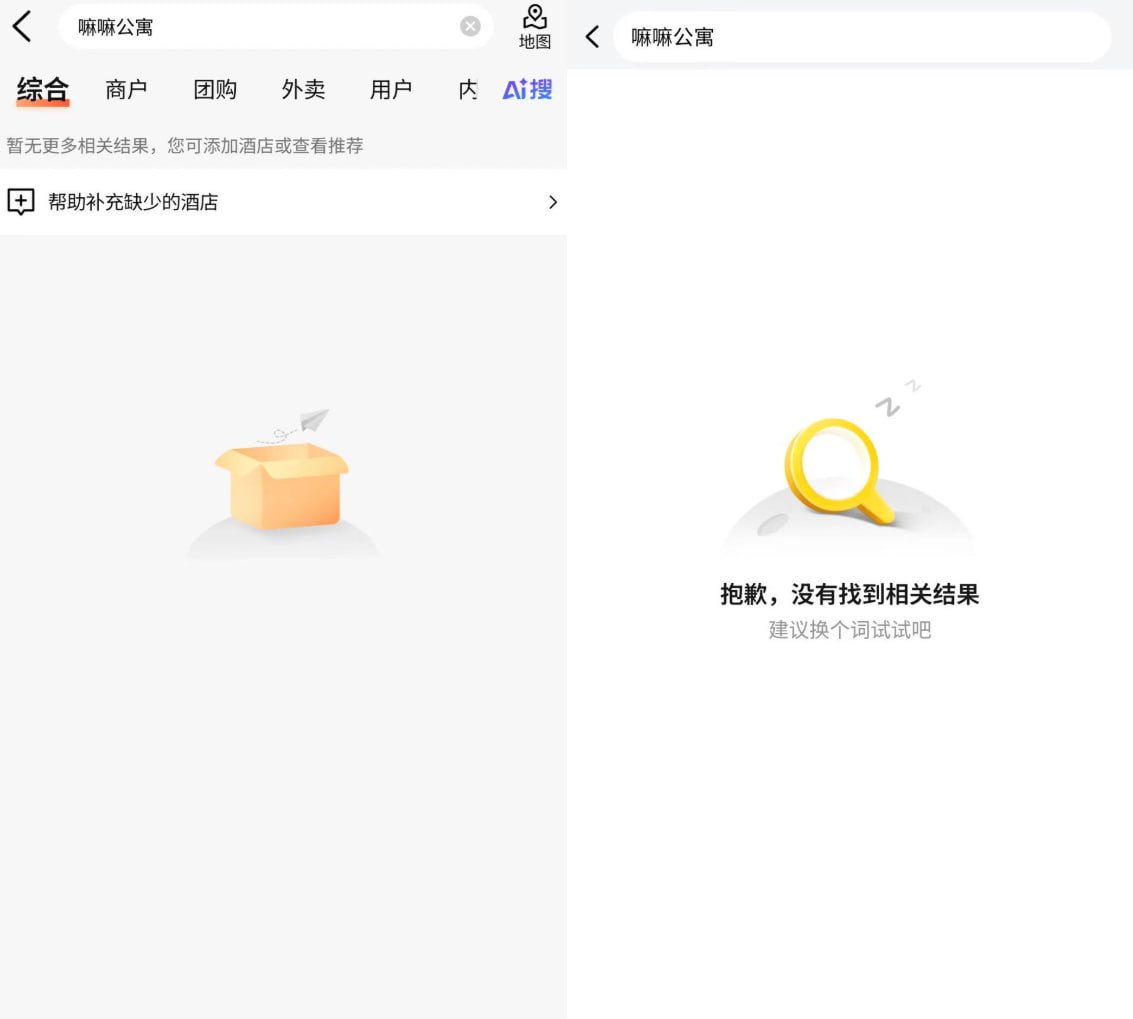 嘛嘛公寓
地图
综合 商户 团购 外卖 用户 内 Ai搜
暂无更多相关结果，您可添加酒店或查看推荐
帮助补充缺少的酒店
嘛嘛公寓
z z
抱歉，没有找到相关结果
建议换个词试试吧